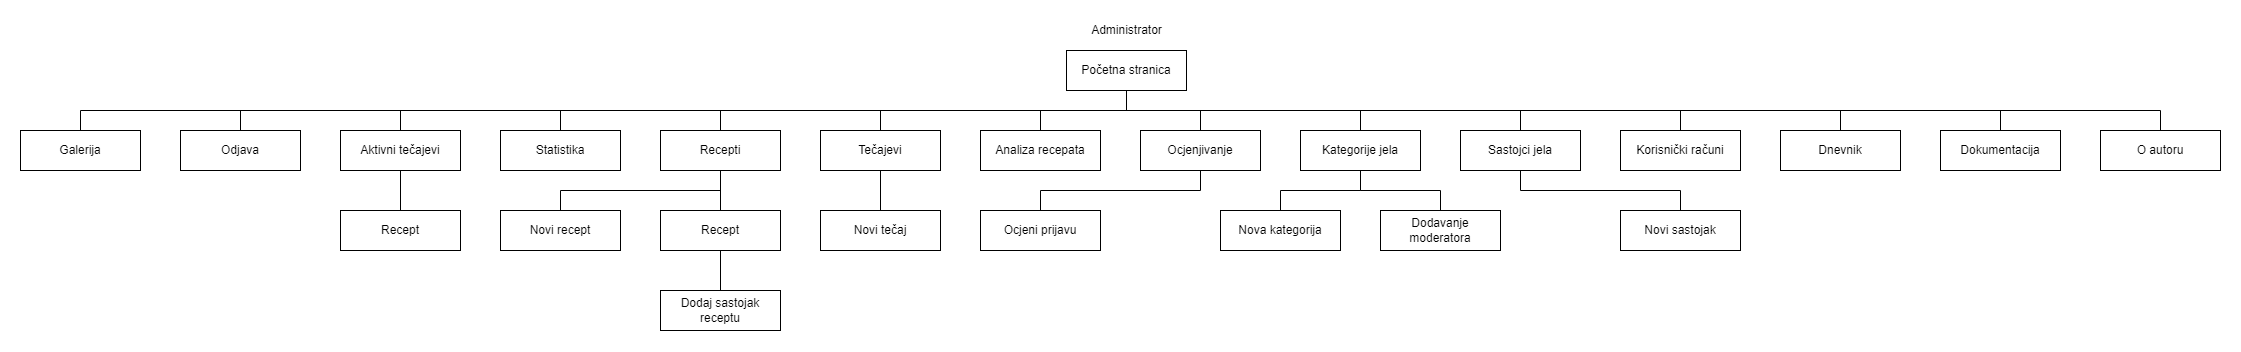 Administrator
Početna stranica
Galerija
Odjava
Aktivni tečajevi
Statistika
Recepti
Tečajevi
Analiza recepata
Ocjenjivanje
Kategorije jela
Sastojci jela
Korisnički računi
Dnevnik
Dokumentacija
O autoru
Recept
Novi recept
Recept
Novi tečaj
Ocjeni prijavu
Nova kategorija
Dodavanje
moderatora
Novi sastojak
Dodaj sastojak
receptu